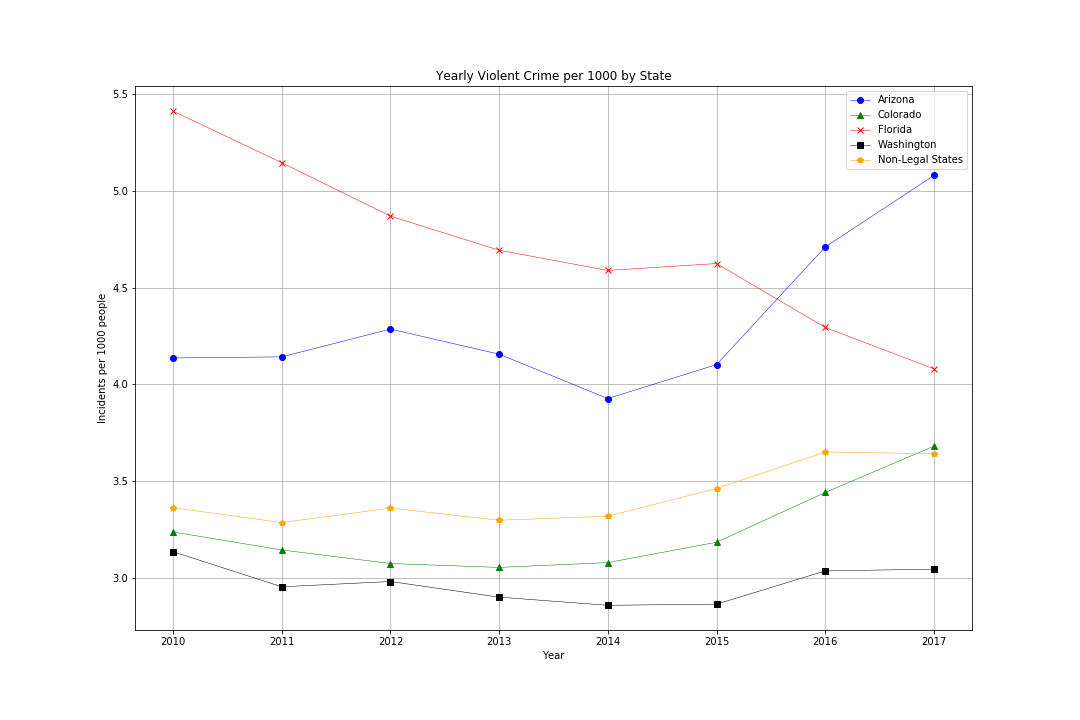 Yearly Violent Crime per 1000 by State
Arizona
Colorado
Florida
Washington
Non-Legal States
5.5
5.0
4.5
4.0
3.5
3.0
Incidents per 1000 people
2010 2011 2012 2013 2014 2015 2016 2017
Year